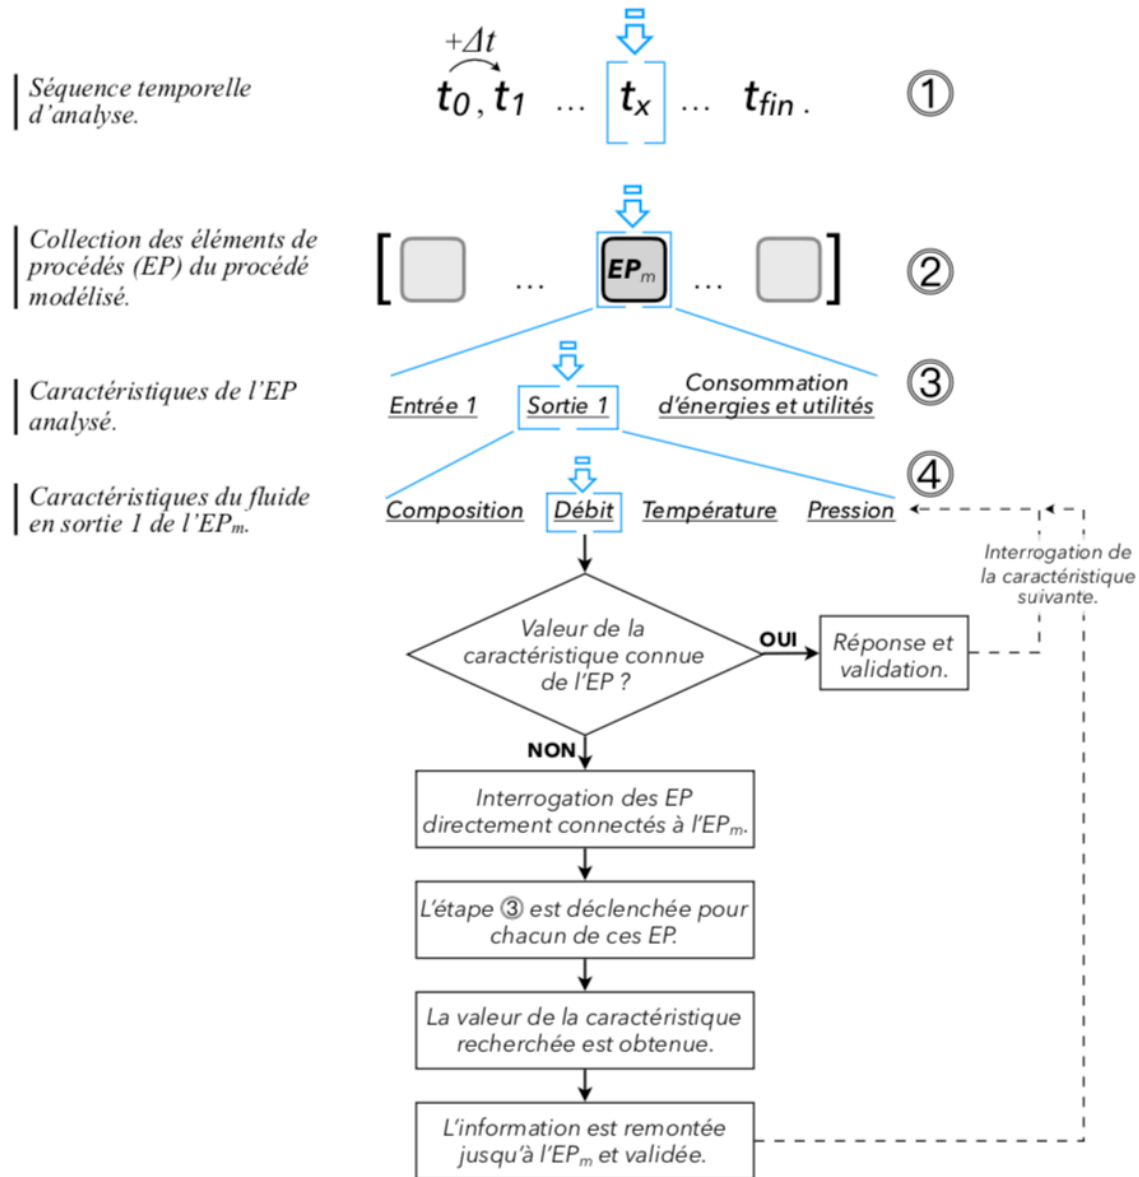 +Δt
Séquence temporelle
d'analyse.
t0, t1 ... tx ... tfin .
①
Collection des éléments de
procédés (EP) du procédé
modélisé.
[ ... EPm ... ]
②
Caractéristiques de l'EP
analysé.
Entrée 1
Sortie 1
Consommation
d'énergies et utilités
③
Caractéristiques du fluide
en sortie 1 de l'EPm.
Composition
Débit
Température
Pression
④
Interrogation de
la caractéristique
suivante.
Valeur de la
caractéristique connue
de l'EP ?
OUI
Réponse et
validation.
NON
Interrogation des EP
directement connectés à l'EPm.
L'étape ③ est déclenchée pour
chacun de ces EP.
La valeur de la caractéristique
recherchée est obtenue.
L'information est remontée
jusqu'à l'EPm et validée.